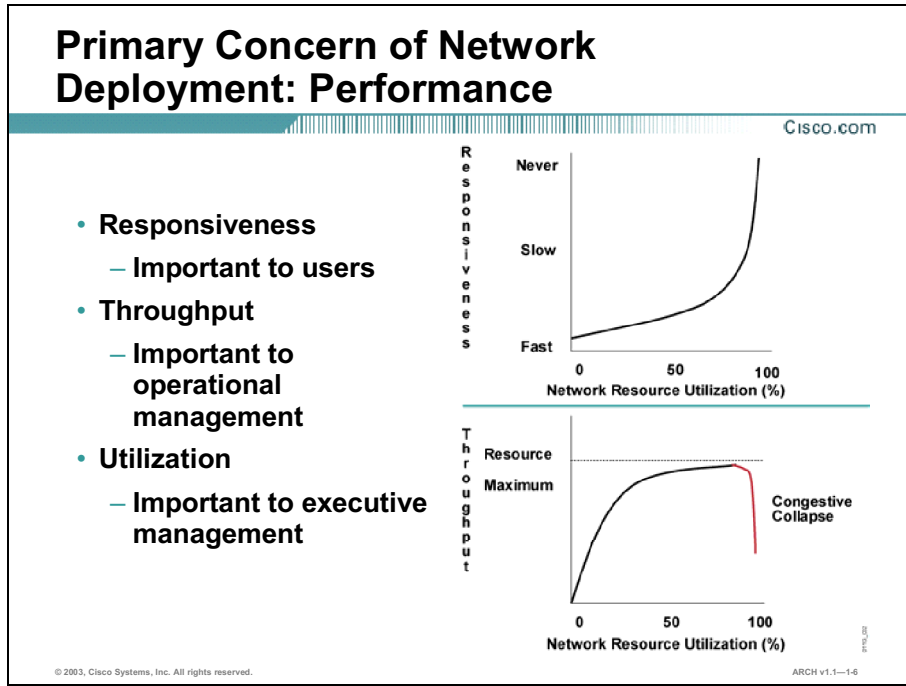 Primary Concern of Network
Deployment: Performance
Cisco.com
• Responsiveness
– Important to users
• Throughput
– Important to
operational
management
• Utilization
– Important to executive
management
Responsiveness
Never
Slow
Fast
0 50 100
Network Resource Utilization (%)
Throughput
Resource
Maximum
Congestive
Collapse
0 50 100
Network Resource Utilization (%)
© 2003, Cisco Systems, Inc. All rights reserved.
ARCH v1.1—1-6